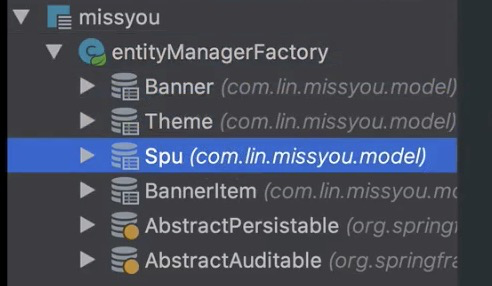 missyou
entityManagerFactory
Banner (com.lin.missyou.model)
Theme (com.lin.missyou.model)
Spu (com.lin.missyou.model)
BannerItem (com.lin.missyou.mo
AbstractPersistable (org.springf
AbstractAuditable (org.springfra